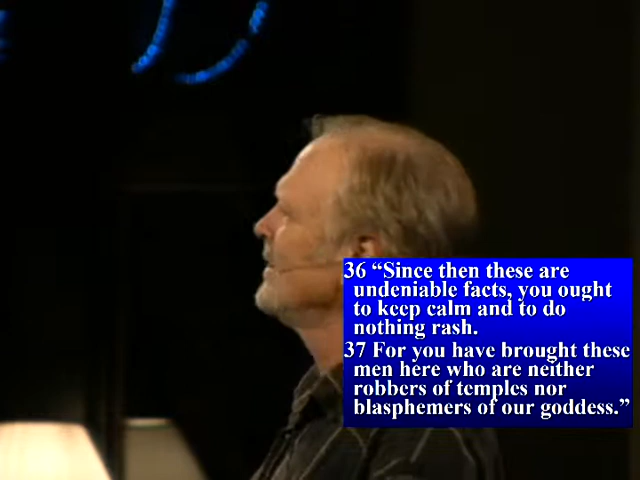 36 “Since then these are
undeniable facts, you ought
to keep calm and to do
nothing rash.
37 For you have brought these
men here who are neither
robbers of temples nor
blasphemers of our goddess.”